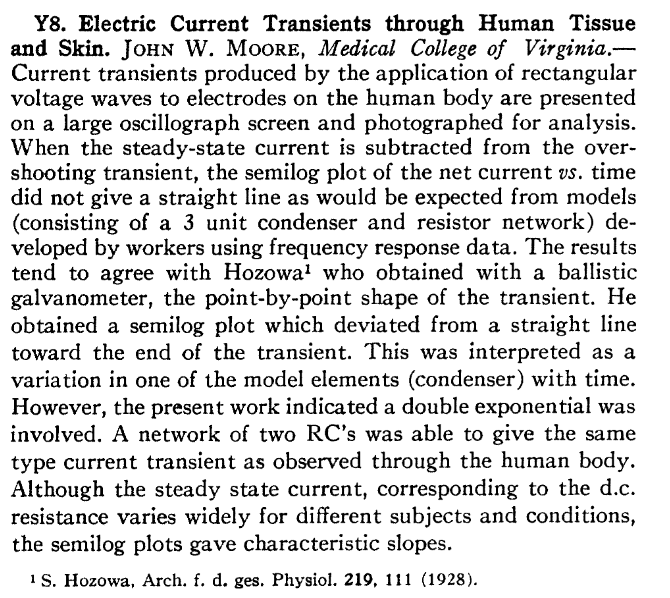 Y8. Electric Current Transients through Human Tissue
and Skin. JOHN W. MOORE, Medical College of Virginia.—
Current transients produced by the application of rectangular
voltage waves to electrodes on the human body are presented
on a large oscillograph screen and photographed for analysis.
When the steady-state current is subtracted from the over-
shooting transient, the semilog plot of the net current vs. time
did not give a straight line as would be expected from models
(consisting of a 3 unit condenser and resistor network) de-
veloped by workers using frequency response data. The results
tend to agree with Hozowa¹ who obtained with a ballistic
galvanometer, the point-by-point shape of the transient. He
obtained a semilog plot which deviated from a straight line
toward the end of the transient. This was interpreted as a
variation in one of the model elements (condenser) with time.
However, the present work indicated a double exponential was
involved. A network of two RC's was able to give the same
type current transient as observed through the human body.
Although the steady state current, corresponding to the d.c.
resistance varies widely for different subjects and conditions,
the semilog plots gave characteristic slopes.
¹ S. Hozowa, Arch. f. d. ges. Physiol. 219, 111 (1928).